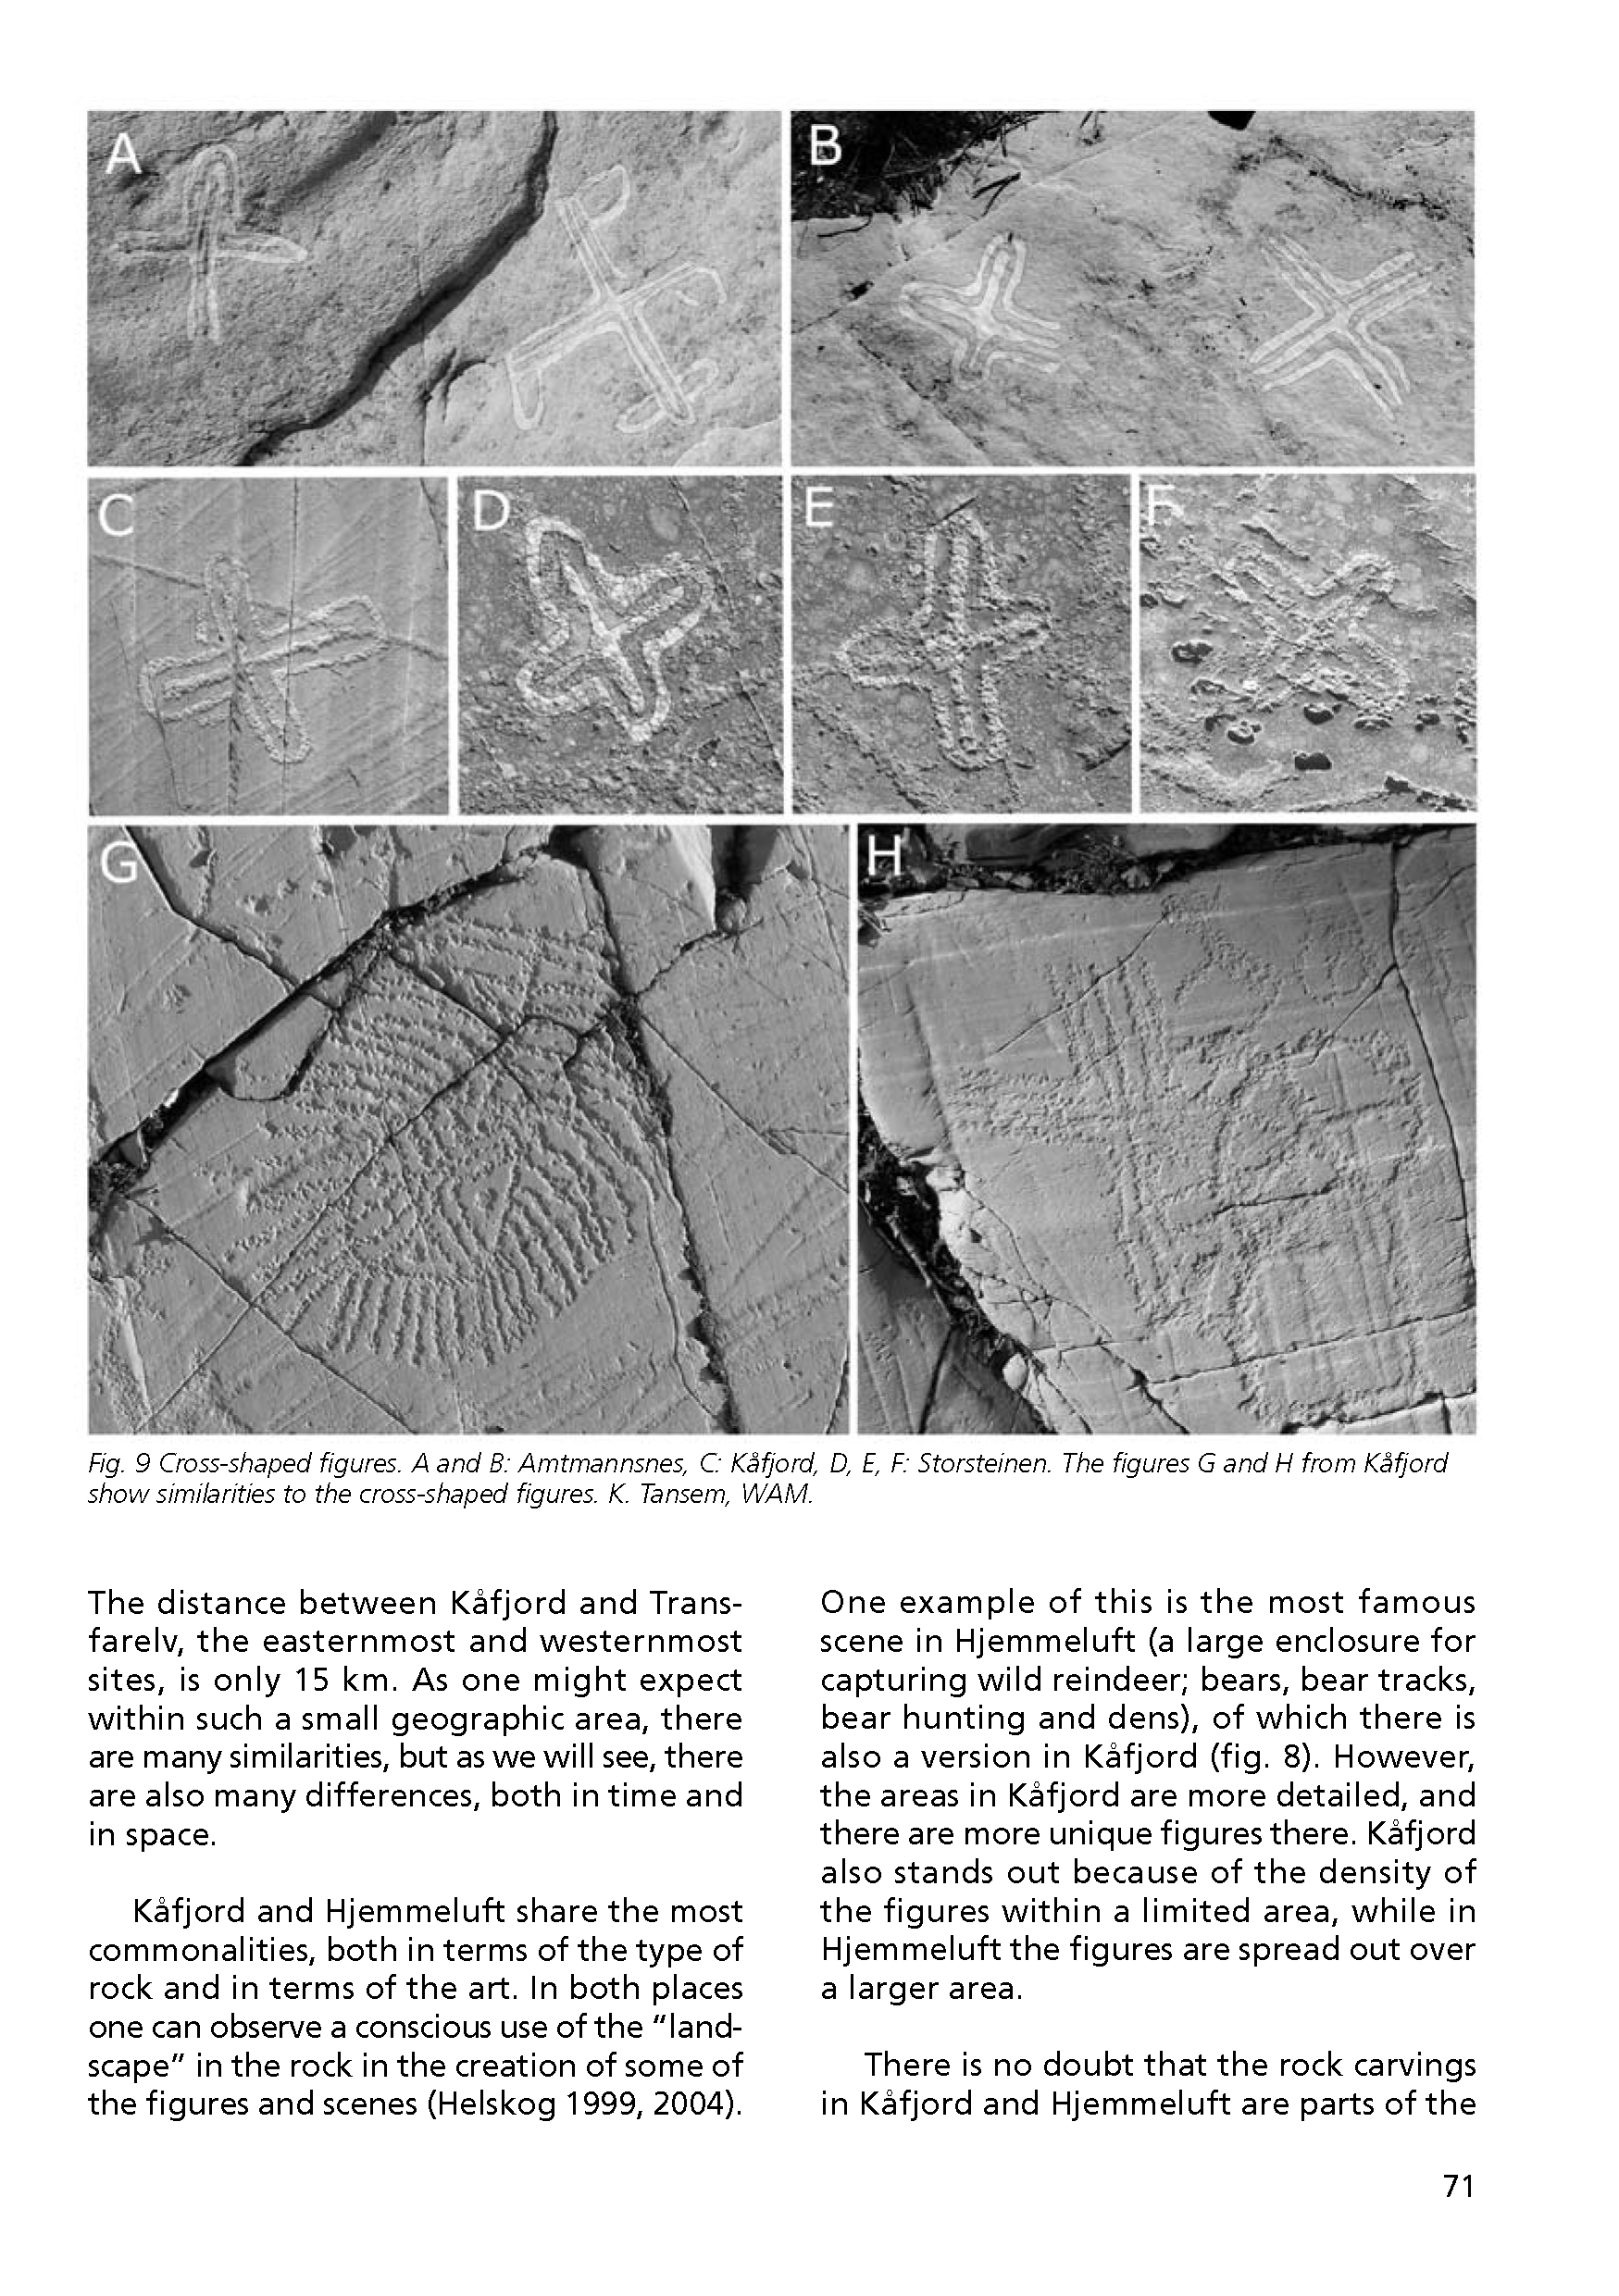 A
B
C
D
E
F
G
H
Fig. 9 Cross-shaped figures. A and B: Amtmannsnes, C: Kåfjord, D, E, F: Storsteinen. The figures G and H from Kåfjord
show similarities to the cross-shaped figures. K. Tansem, WAM.
The distance between Kåfjord and Trans-
farelv, the easternmost and westernmost
sites, is only 15 km. As one might expect
within such a small geographic area, there
are many similarities, but as we will see, there
are also many differences, both in time and
in space.
Kåfjord and Hjemmeluft share the most
commonalities, both in terms of the type of
rock and in terms of the art. In both places
one can observe a conscious use of the "land-
scape" in the rock in the creation of some of
the figures and scenes (Helskog 1999, 2004).
One example of this is the most famous
scene in Hjemmeluft (a large enclosure for
capturing wild reindeer; bears, bear tracks,
bear hunting and dens), of which there is
also a version in Kåfjord (fig. 8). However,
the areas in Kåfjord are more detailed, and
there are more unique figures there. Kåfjord
also stands out because of the density of
the figures within a limited area, while in
Hjemmeluft the figures are spread out over
a larger area.
There is no doubt that the rock carvings
in Kåfjord and Hjemmeluft are parts of the
71